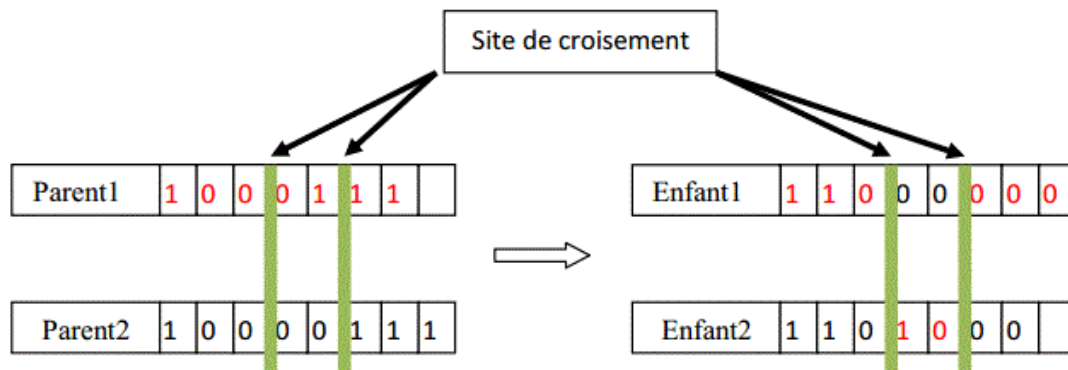 Site de croisement
Parent1 1 0 0 0 1 1 1
Enfant1 1 1 0 0 0 0 0 0
Parent2 1 0 0 0 0 1 1 1
Enfant2 1 1 0 1 0 0 0